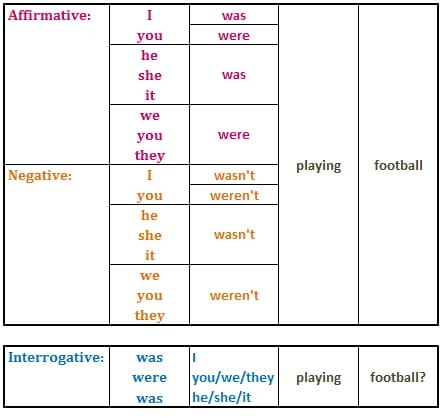 Affirmative: I was
you were
he
she was
it
we
you were
they
playing football
Negative: I wasn't
you weren't
he
she wasn't
it
we
you weren't
they
Interrogative: was I
were you/we/they playing football?
was he/she/it